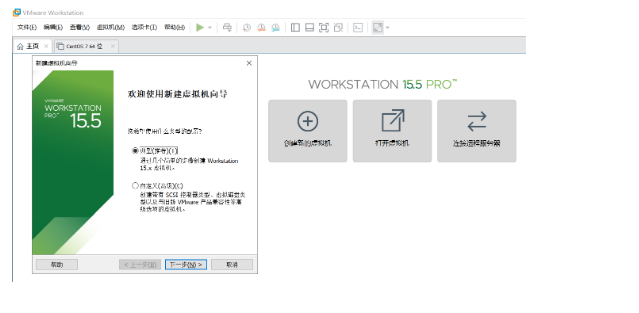 VMware Workstation
文件(F) 编辑(E) 查看(V) 虚拟机(M) 选项卡(T) 帮助(H)
主页 CentOS 7 64 位
新建虚拟机向导
VMWARE
WORKSTATION
PRO™ 15.5
欢迎使用新建虚拟机向导
您希望使用什么类型的配置?
典型(推荐)(T)
通过几个简单的步骤创建 Workstation
15.x 虚拟机。
自定义(高级)(C)
创建带有 SCSI 控制器类型、虚拟磁盘类
型以及与旧版 VMware 产品兼容性等高
级选项的虚拟机。
帮助 < 上一步(B) 下一步(N) > 取消
WORKSTATION 15.5 PRO™
创建新的虚拟机 打开虚拟机 连接远程服务器